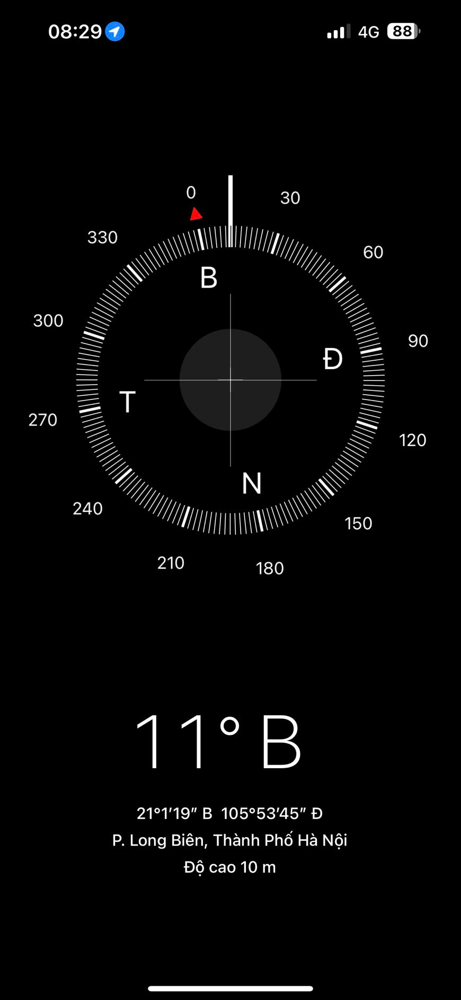 08:29 4G 88
0
30
330
60
B
300
90
Đ
T
270
120
N
240
150
210
180
11° B
21°1′19″ B 105°53′45″ Đ
P. Long Biên, Thành Phố Hà Nội
Độ cao 10 m